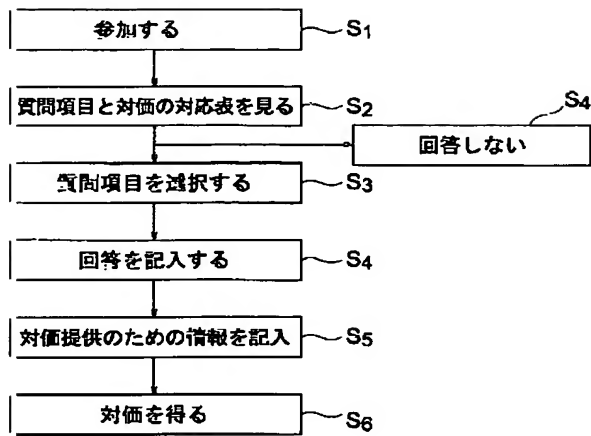 参加する S1
質問項目と対価の対応表を見る S2
回答しない S4
質問項目を選択する S3
回答を記入する S4
対価提供のための情報を記入 S5
対価を得る S6